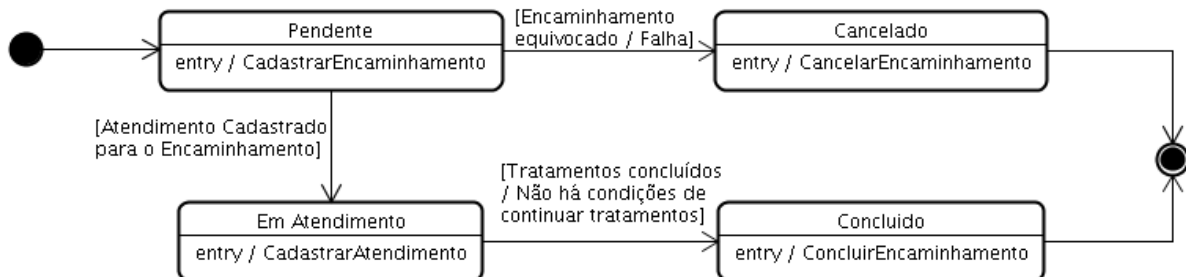 Pendente
entry / CadastrarEncaminhamento
[Encaminhamento
equivocado / Falha]
Cancelado
entry / CancelarEncaminhamento
[Atendimento Cadastrado
para o Encaminhamento]
Em Atendimento
entry / CadastrarAtendimento
[Tratamentos concluídos
/ Não há condições de
continuar tratamentos]
Concluido
entry / ConcluirEncaminhamento